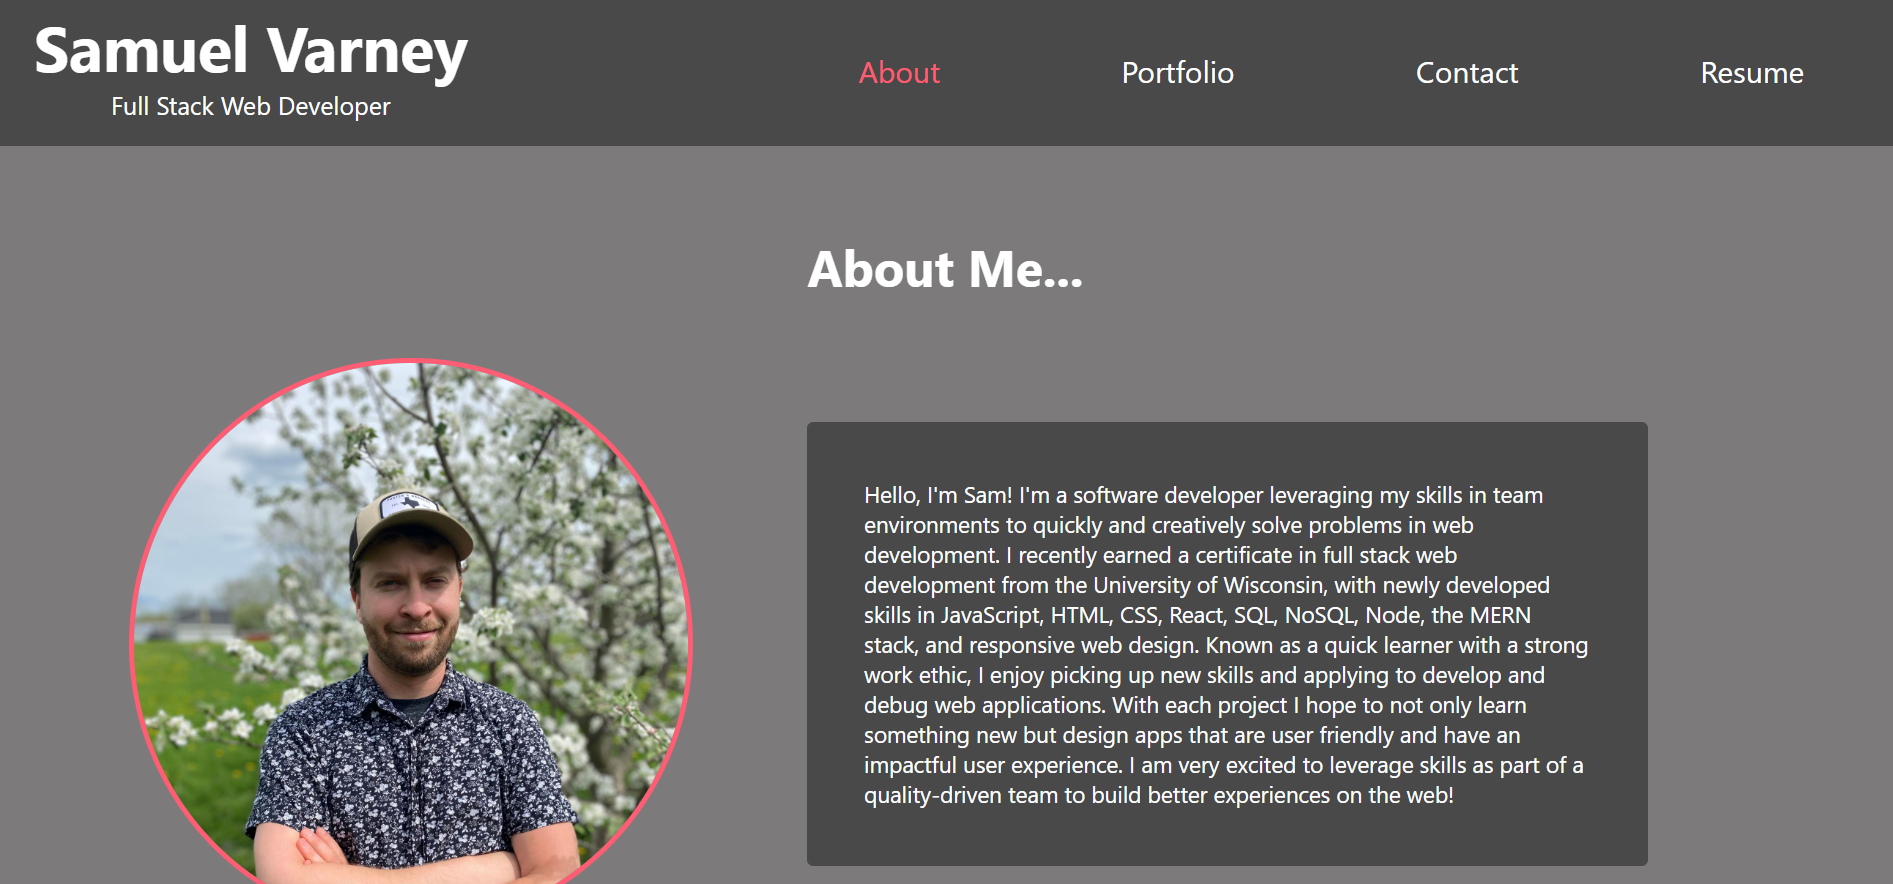 Samuel Varney
Full Stack Web Developer
About
Portfolio
Contact
Resume
About Me...
Hello, I'm Sam! I'm a software developer leveraging my skills in team
environments to quickly and creatively solve problems in web
development. I recently earned a certificate in full stack web
development from the University of Wisconsin, with newly developed
skills in JavaScript, HTML, CSS, React, SQL, NoSQL, Node, the MERN
stack, and responsive web design. Known as a quick learner with a strong
work ethic, I enjoy picking up new skills and applying to develop and
debug web applications. With each project I hope to not only learn
something new but design apps that are user friendly and have an
impactful user experience. I am very excited to leverage skills as part of a
quality-driven team to build better experiences on the web!